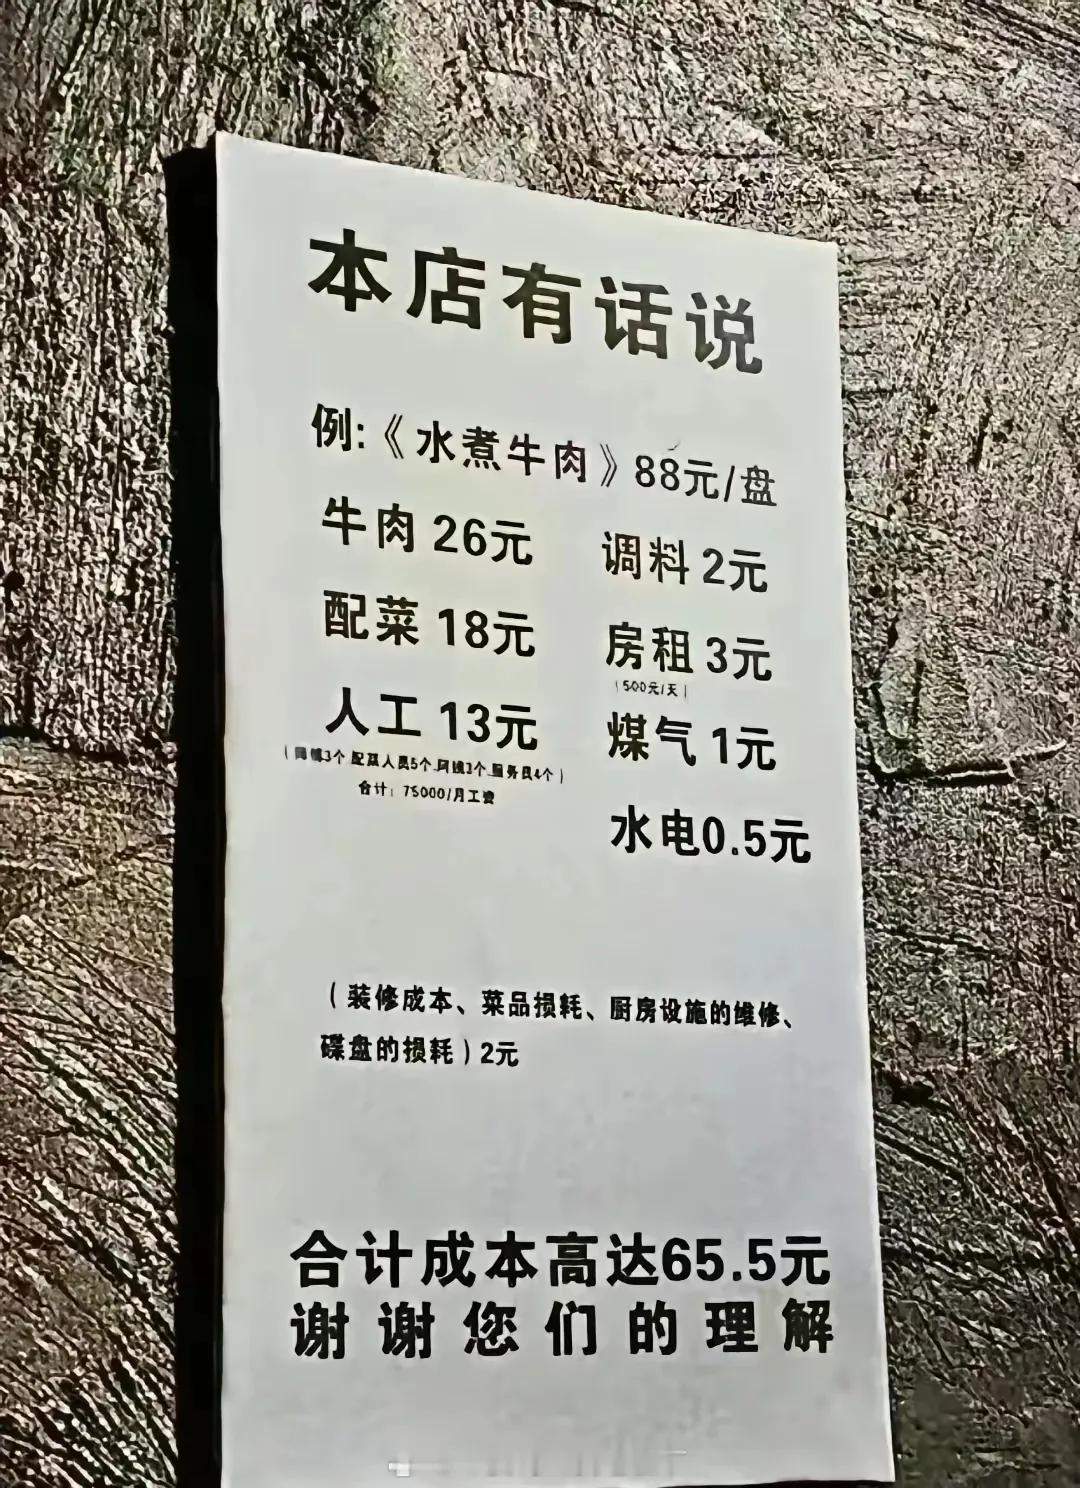 本店有话说
例:《水煮牛肉》88元/盘
牛肉 26元
调料 2元
配菜 18元
房租 3元
(500元/天)
人工 13元
(师傅3个.配菜人员5个.阿姨3个.服务员4个)
合计:75000/月工资
煤气 1元
水电0.5元
(装修成本、菜品损耗、厨房设施的维修、
碟盘的损耗)2元
合计成本高达65.5元
谢谢您们的理解